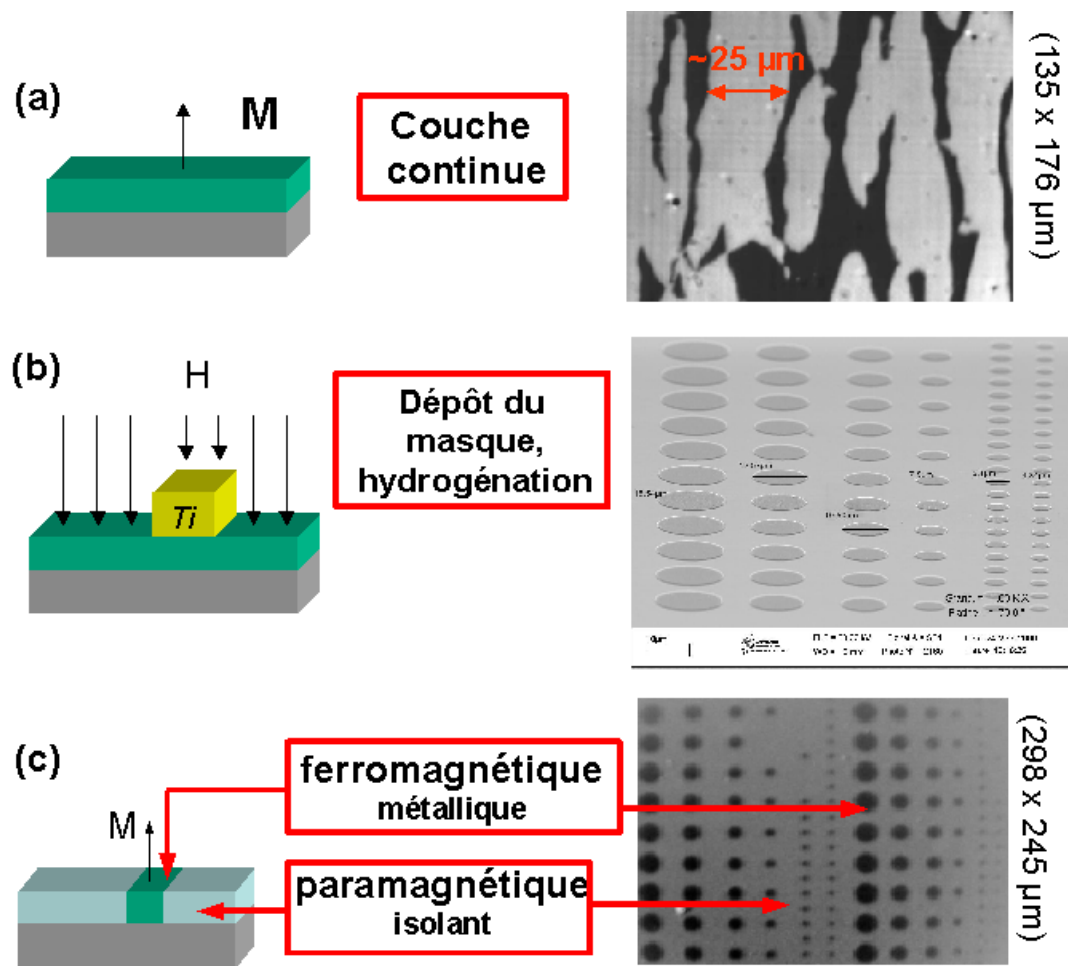 (a)
M
Couche
continue
~25 µm
(135 x 176 µm)
(b)
H
Ti
Dépôt du
masque,
hydrogénation
(c)
M
ferromagnétique
métallique
paramagnétique
isolant
(298 x 245 µm)